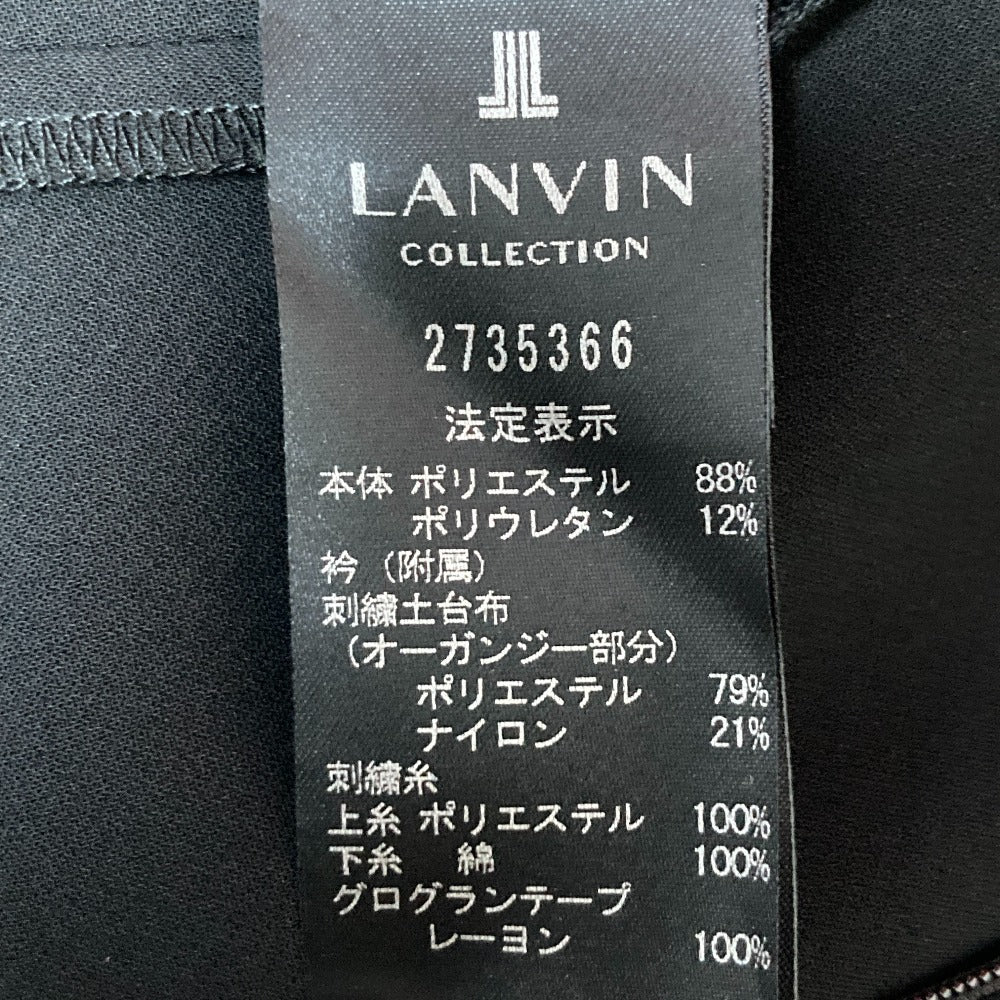 LANVIN
COLLECTION
2735366
法定表示
本体 ポリエステル 88%
ポリウレタン 12%
衿（附属）
刺繍土台布
（オーガンジー部分）
ポリエステル 79%
ナイロン 21%
刺繍糸
上糸 ポリエステル 100%
下糸 綿 100%
グログランテープ
レーヨン 100%